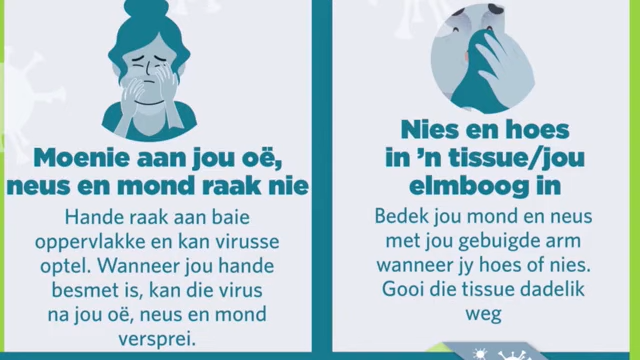 Moenie aan jou oë,
neus en mond raak nie
Hande raak aan baie
oppervlakke en kan virusse
optel. Wanneer jou hande
besmet is, kan die virus
na jou oë, neus en mond
versprei.
Nies en hoes
in 'n tissue/jou
elmboog in
Bedek jou mond en neus
met jou gebuigde arm
wanneer jy hoes of nies.
Gooi die tissue dadelik
weg